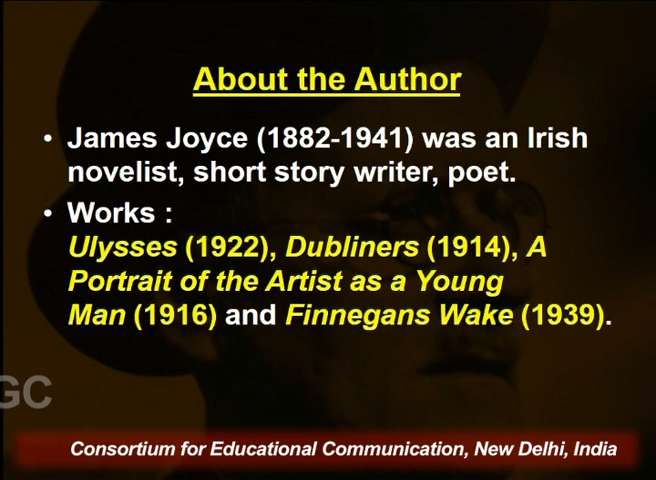 About the Author
• James Joyce (1882-1941) was an Irish
novelist, short story writer, poet.
• Works :
Ulysses (1922), Dubliners (1914), A
Portrait of the Artist as a Young
Man (1916) and Finnegans Wake (1939).
GC
Consortium for Educational Communication, New Delhi, India